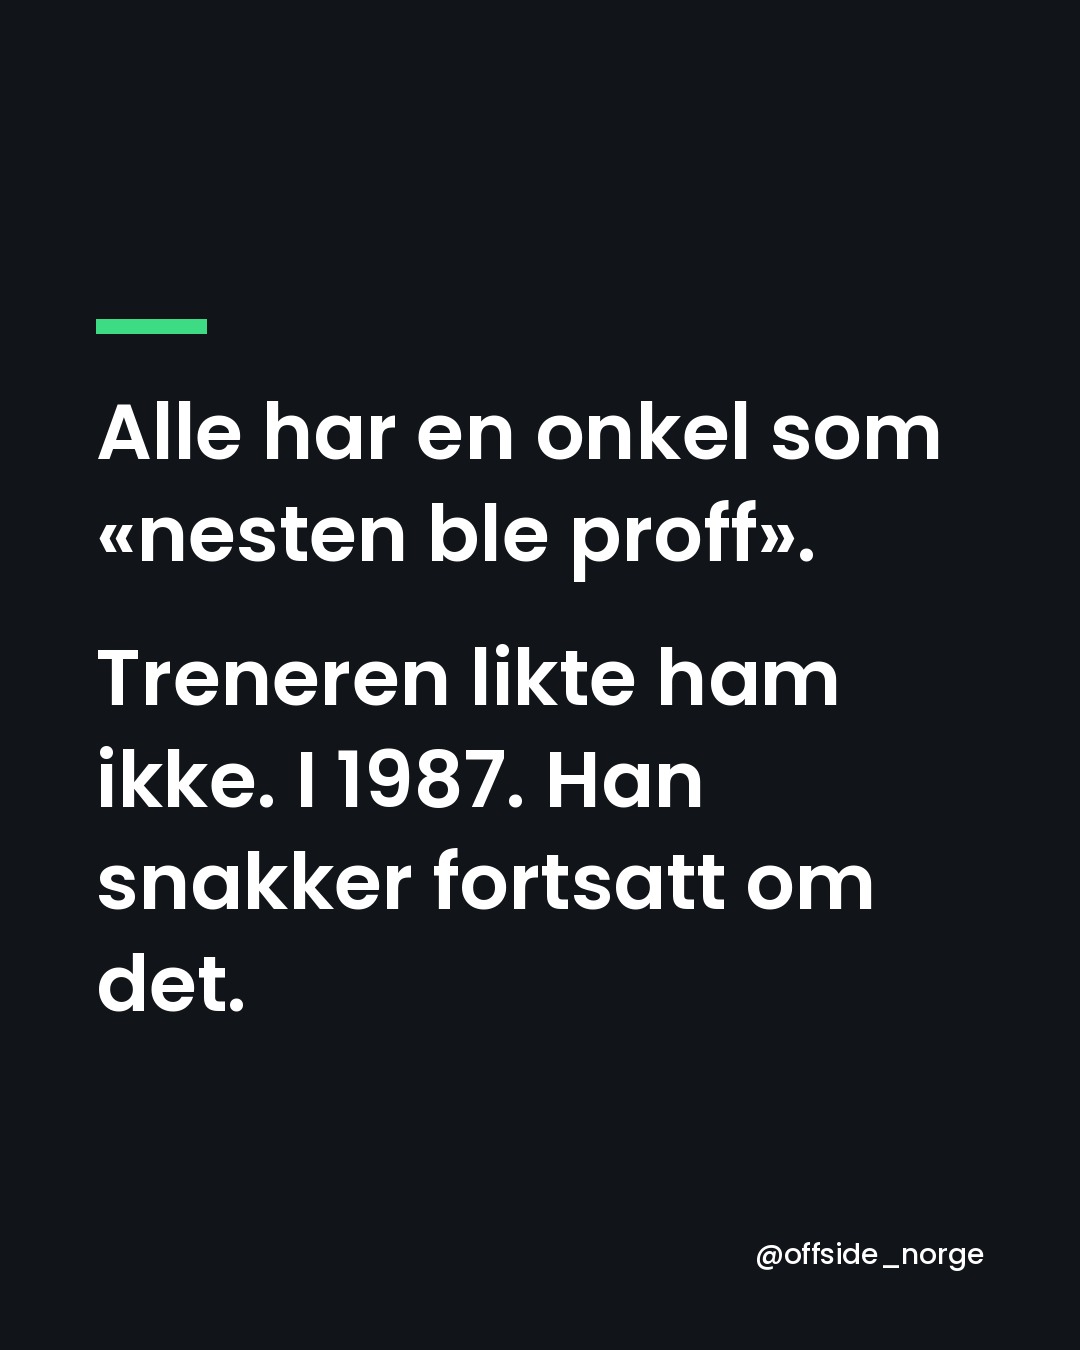 Alle har en onkel som
«nesten ble proff».
Treneren likte ham
ikke. I 1987. Han
snakker fortsatt om
det.
@offside_norge